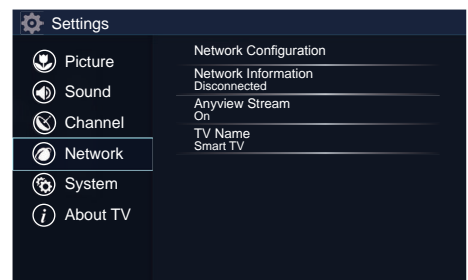 Settings
Picture
Sound
Channel
Network
System
About TV
Network Configuration
Network Information
Disconnected
Anyview Stream
On
TV Name
Smart TV